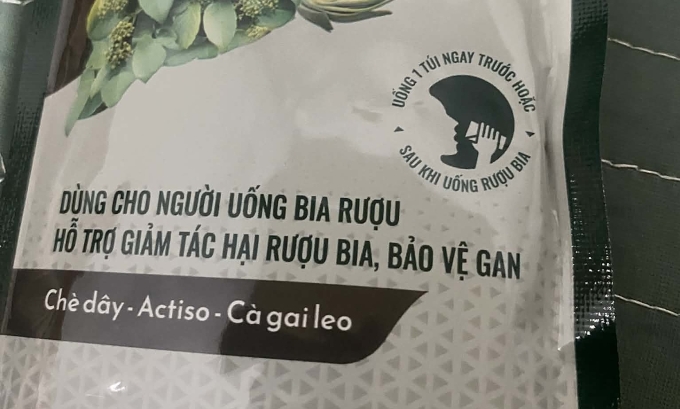 UỐNG 1 TÚI NGAY TRƯỚC HOẶC
SAU KHI UỐNG RƯỢU BIA
DÙNG CHO NGƯỜI UỐNG BIA RƯỢU
HỖ TRỢ GIẢM TÁC HẠI RƯỢU BIA, BẢO VỆ GAN
Chè dây - Actiso - Cà gai leo